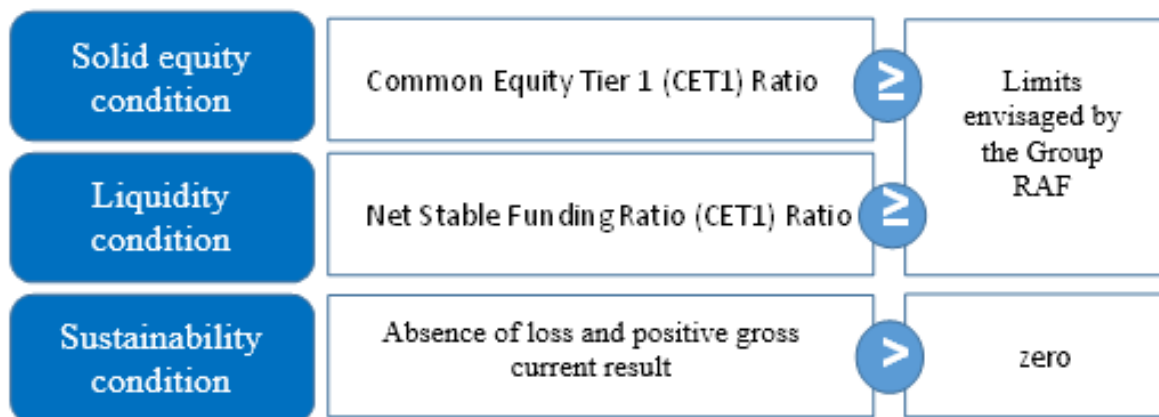 Solid equity
condition
Common Equity Tier 1 (CET1) Ratio
≥
Limits
envisaged by
the Group
RAF
Liquidity
condition
Net Stable Funding Ratio (CET1) Ratio
≥
Sustainability
condition
Absence of loss and positive gross
current result
>
zero